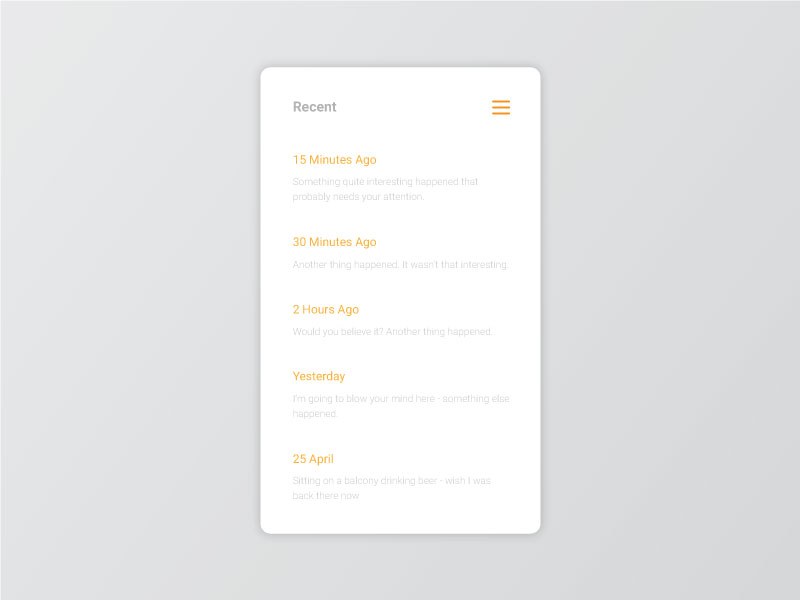 Recent
15 Minutes Ago
Something quite interesting happened that
probably needs your attention.
30 Minutes Ago
Another thing happened. It wasn't that interesting.
2 Hours Ago
Would you believe it? Another thing happened
Yesterday
I'm going to blow your mind here - something else
happened.
25 April
Sitting on a balcony drinking beer - wish I was
back there now